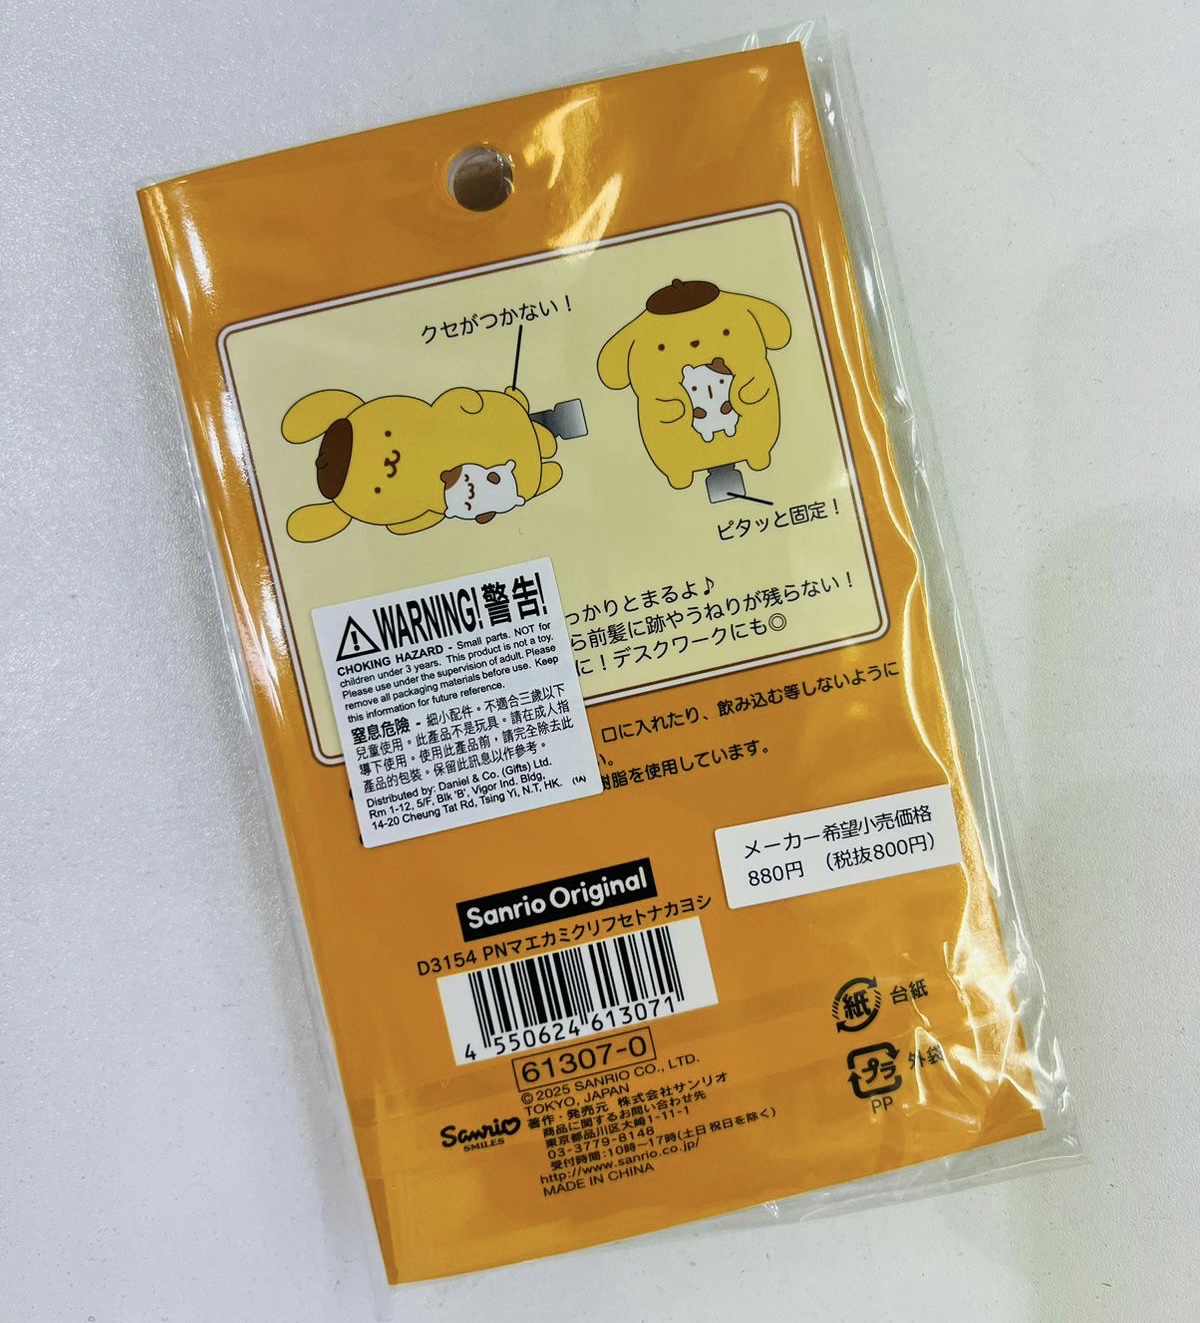 クセがつかない！
ピタッと固定！
っかりとまるよ♪
ら前髪に跡やうねりが残らない！
に！デスクワークにも◎
WARNING! 警告!
CHOKING HAZARD - Small parts. NOT for
children under 3 years. This product is not a toy.
Please use under the supervision of adult. Please
remove all packaging materials before use. Keep
this information for future reference.
窒息危險 - 細小配件。不適合三歲以下
兒童使用。此產品不是玩具。請在成人指
導下使用。使用此產品前，請完全除去此
產品的包裝。保留此訊息以作參考。
Distributed by: Daniel & Co. (Gifts) Ltd.
Rm 1-12, 5/F, Blk 'B', Vigor Ind. Bldg,
14-20 Cheung Tat Rd, Tsing Yi, N.T, HK. (1A)
口に入れたり、飲み込む等しないように
い。
樹脂を使用しています。
メーカー希望小売価格
880円 （税抜800円）
Sanrio Original
D3154 PNマエカミクリフセトナカヨシ
4 550624 613071
61307-0
© 2025 SANRIO CO., LTD.
TOKYO, JAPAN
著作・発売元 株式会社サンリオ
商品に関するお問い合わせ先
東京都品川区大崎1-11-1
03-3779-8148
受付時間:10時～17時(土日祝日を除く)
http://www.sanrio.co.jp/
MADE IN CHINA
Sanrio
SMILES
紙 台紙
プラ 外袋
PP